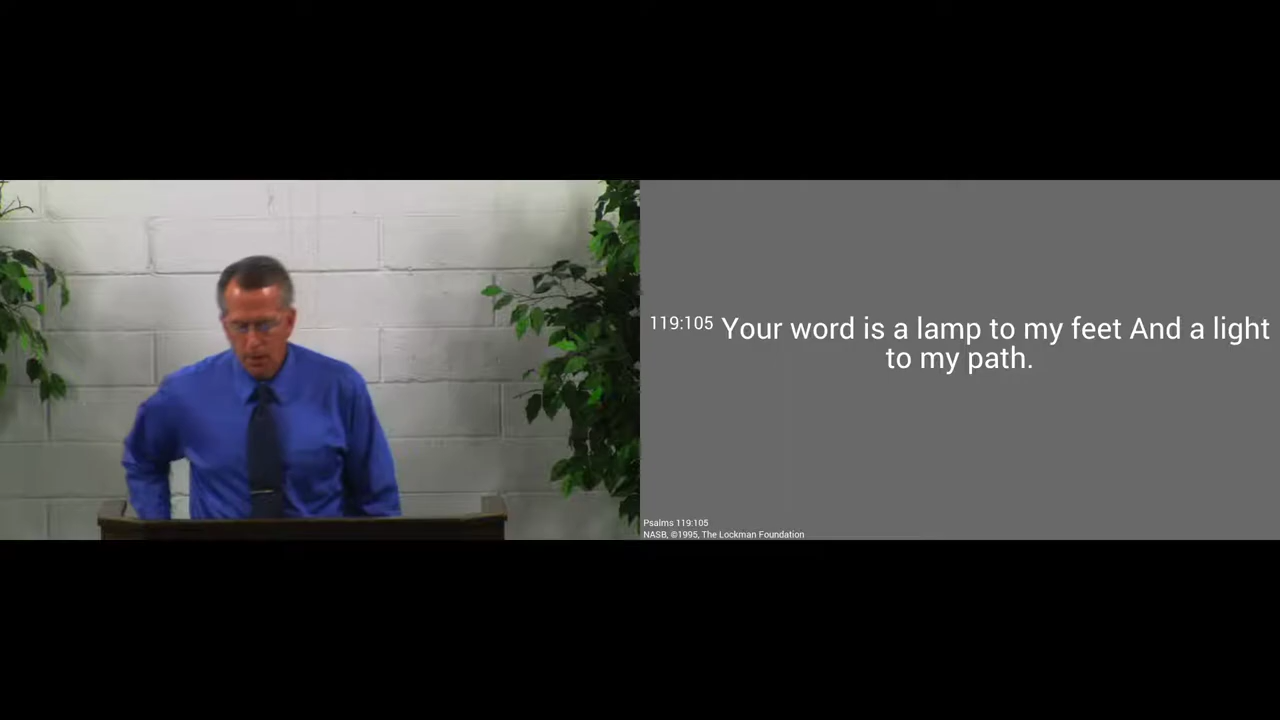 119:105 Your word is a lamp to my feet And a light
to my path.
Psalms 119:105
NASB, ©1995, The Lockman Foundation